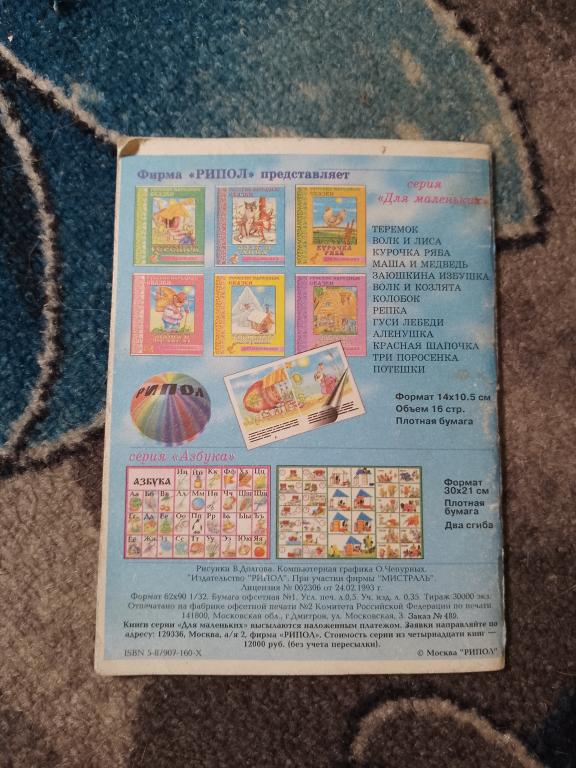 Фирма «РИПОЛ» представляет
серия
«Для маленьких»
КУРОЧКА
РЯБА
ТЕРЕМОК
ВОЛК И ЛИСА
КУРОЧКА РЯБА
МАША И МЕДВЕДЬ
ЗАЮШКИНА ИЗБУШКА
ВОЛК И КОЗЛЯТА
КОЛОБОК
РЕПКА
ГУСИ ЛЕБЕДИ
АЛЕНУШКА
КРАСНАЯ ШАПОЧКА
ТРИ ПОРОСЕНКА
ПОТЕШКИ
РИПОЛ
Формат 14х10.5 см
Объем 16 стр.
Плотная бумага
серия «Азбука»
АЗБУКА
Формат
30х21 см
Плотная
бумага
Два сгиба
Рисунки В.Долгова. Компьютерная графика О.Чепурных.
"Издательство "РИПОЛ". При участии фирмы "МИСТРАЛЬ".
Лицензия № 062306 от 24.02.1993 г.
Формат 62х90 1/32. Бумага офсетная №1. Усл. печ. л.0,5. Уч. изд. л. 0,35. Тираж 30000 экз.
Отпечатано на фабрике офсетной печати №2 Комитета Российской Федерации по печати
141800, Московская обл., г.Дмитров, ул. Московская, 3. Заказ № 489.
Книги серии «Для маленьких» высылаются наложенным платежом. Заявки направляйте по
адресу: 129336, Москва, а/я 2, фирма «РИПОЛ». Стоимость серии из четырнадцати книг —
12000 руб. (без учета пересылки).
ISBN 5-87907-160-X
© Москва "РИПОЛ"